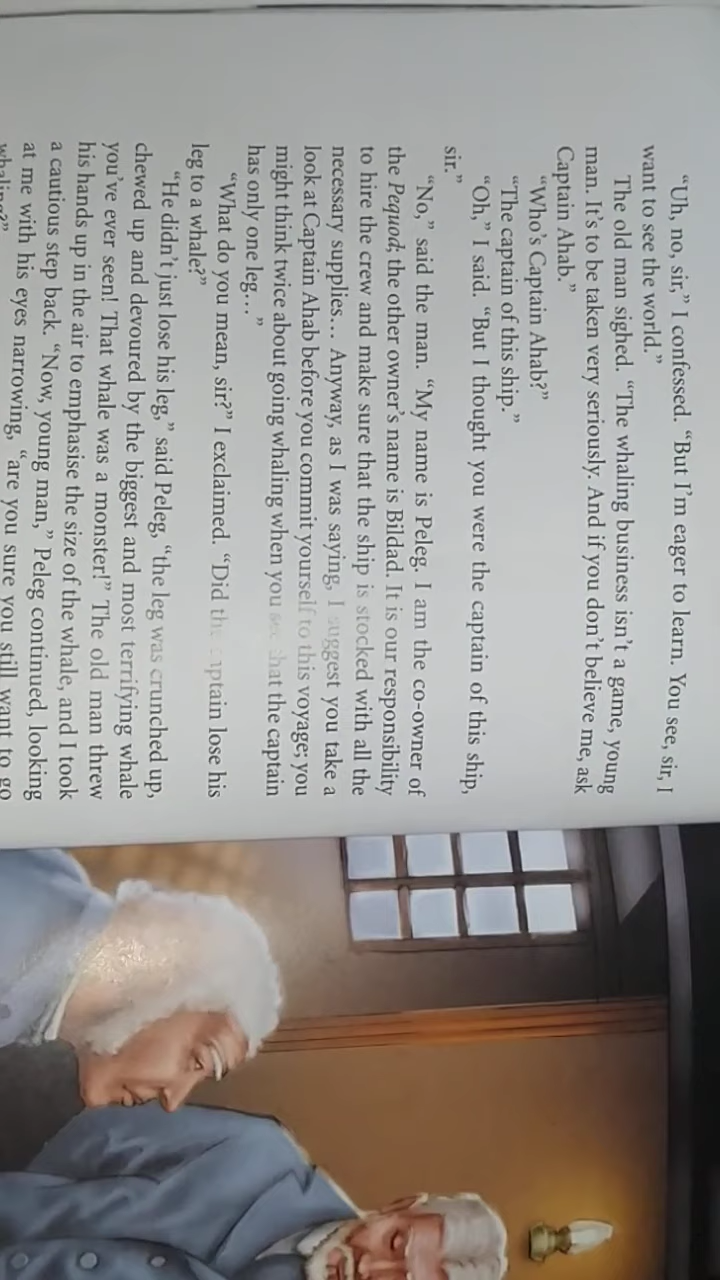 “Uh, no, sir,” I confessed. “But I’m eager to learn. You see, sir, I
want to see the world.”
The old man sighed. “The whaling business isn’t a game, young
man. It’s to be taken very seriously. And if you don’t believe me, ask
Captain Ahab.”
“Who’s Captain Ahab?”
“The captain of this ship.”
“Oh,” I said. “But I thought you were the captain of this ship,
sir.”
“No,” said the man. “My name is Peleg. I am the co-owner of
the Pequod; the other owner’s name is Bildad. It is our responsibility
to hire the crew and make sure that the ship is stocked with all the
necessary supplies... Anyway, as I was saying, I suggest you take a
look at Captain Ahab before you commit yourself to this voyage; you
might think twice about going whaling when you see that the captain
has only one leg... ”
“What do you mean, sir?” I exclaimed. “Did the captain lose his
leg to a whale?”
“He didn’t just lose his leg,” said Peleg, “the leg was crunched up,
chewed up and devoured by the biggest and most terrifying whale
you’ve ever seen! That whale was a monster!” The old man threw
his hands up in the air to emphasise the size of the whale, and I took
a cautious step back. “Now, young man,” Peleg continued, looking
at me with his eyes narrowing, “are you sure you still want to go
whaling?”